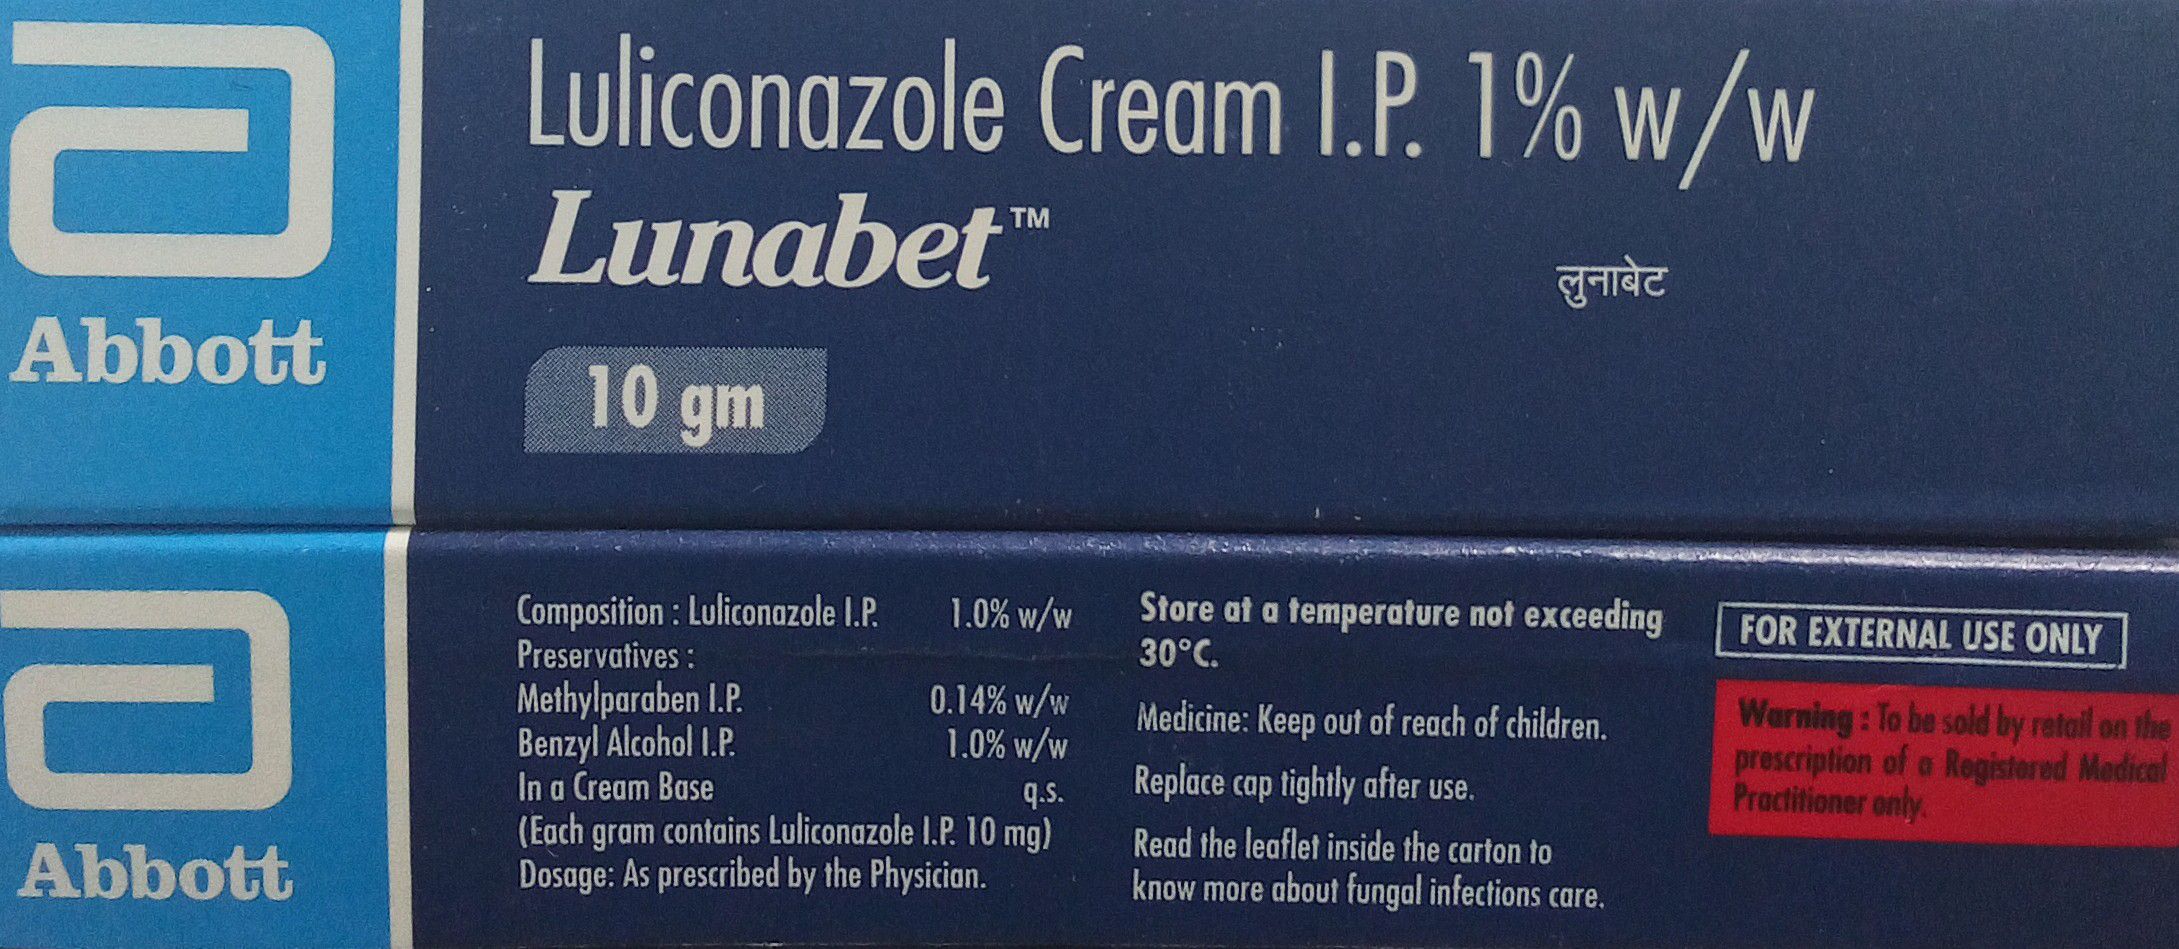 Abbott
Luliconazole Cream I.P. 1% w/w
Lunabet™
लुनाबेट
10 gm
Abbott
Composition : Luliconazole I.P. 1.0% w/w
Preservatives :
Methylparaben I.P. 0.14% w/w
Benzyl Alcohol I.P. 1.0% w/w
In a Cream Base q.s.
(Each gram contains Luliconazole I.P. 10 mg)
Dosage: As prescribed by the Physician.
Store at a temperature not exceeding
30°C.
Medicine: Keep out of reach of children.
Replace cap tightly after use.
Read the leaflet inside the carton to
know more about fungal infections care.
FOR EXTERNAL USE ONLY
Warning : To be sold by retail on the
prescription of a Registered Medical
Practitioner only.